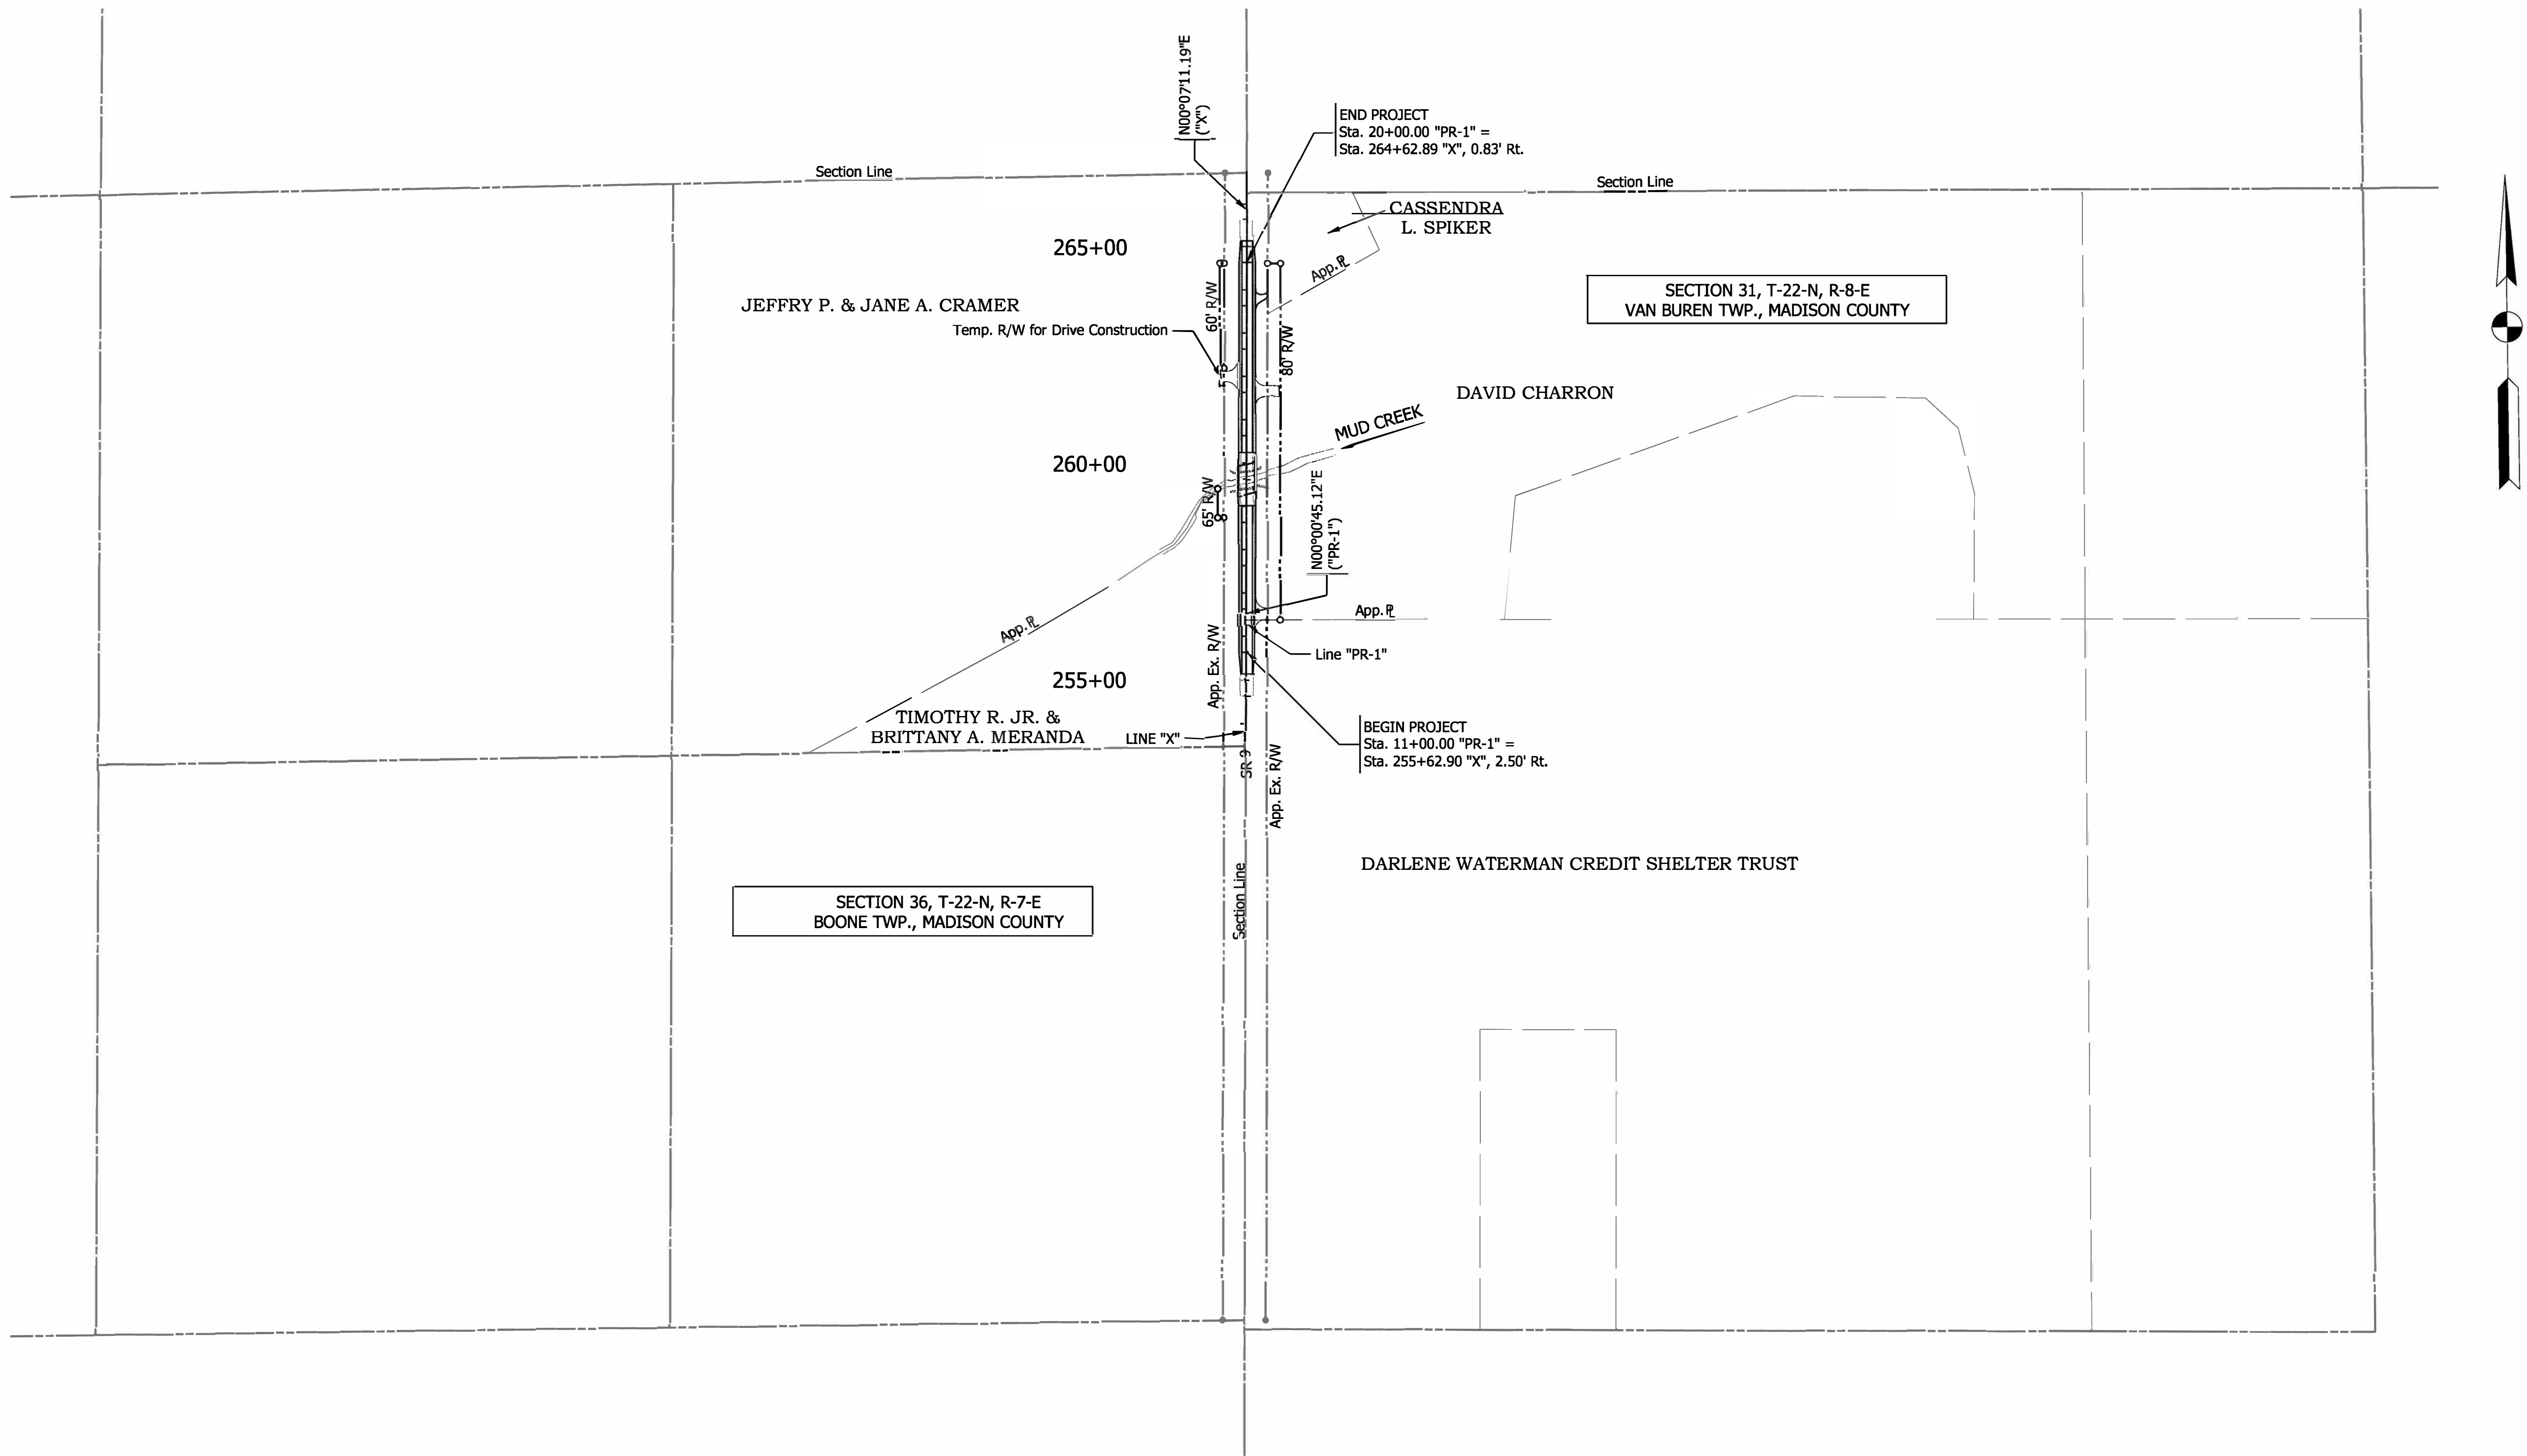 N00°07'11.19"E
("X")
END PROJECT
Sta. 20+00.00 "PR-1" =
Sta. 264+62.89 "X", 0.83' Rt.
Section Line
Section Line
CASSENDRA
L. SPIKER
265+00
App. PL
JEFFRY P. & JANE A. CRAMER
60' R/W
SECTION 31, T-22-N, R-8-E
VAN BUREN TWP., MADISON COUNTY
Temp. R/W for Drive Construction
80' R/W
DAVID CHARRON
MUD CREEK
260+00
65' R/W
N00°00'45.12"E
("PR-1")
App. PL
App. PL
App. Ex. R/W
Line "PR-1"
255+00
TIMOTHY R. JR. &
BRITTANY A. MERANDA
LINE "X"
BEGIN PROJECT
Sta. 11+00.00 "PR-1" =
Sta. 255+62.90 "X", 2.50' Rt.
SR 9
App. Ex. R/W
DARLENE WATERMAN CREDIT SHELTER TRUST
Section Line
SECTION 36, T-22-N, R-7-E
BOONE TWP., MADISON COUNTY